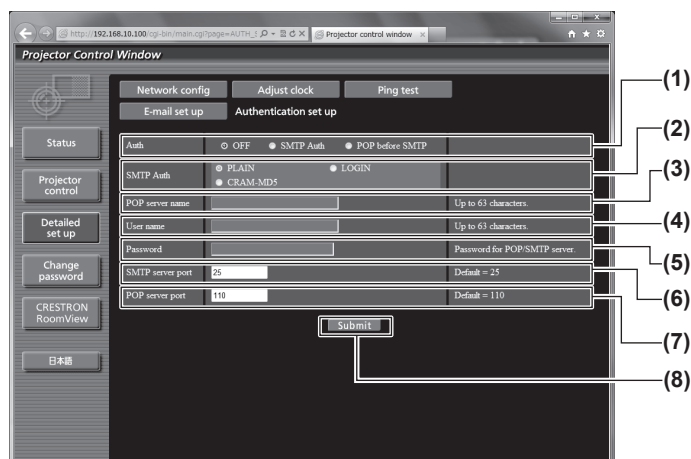 http://192.168.10.100/cgi-bin/main.cgi?page=AUTH_S
Projector control window
Projector Control Window
Network config
Adjust clock
Ping test
E-mail set up
Authentication set up
Status
Projector control
Detailed set up
Change password
CRESTRON RoomView
日本語
Auth OFF SMTP Auth POP before SMTP
SMTP Auth PLAIN LOGIN
CRAM-MD5
POP server name Up to 63 characters.
User name Up to 63 characters.
Password Password for POP/SMTP server.
SMTP server port 25 Default = 25
POP server port 110 Default = 110
Submit
(1)
(2)
(3)
(4)
(5)
(6)
(7)
(8)